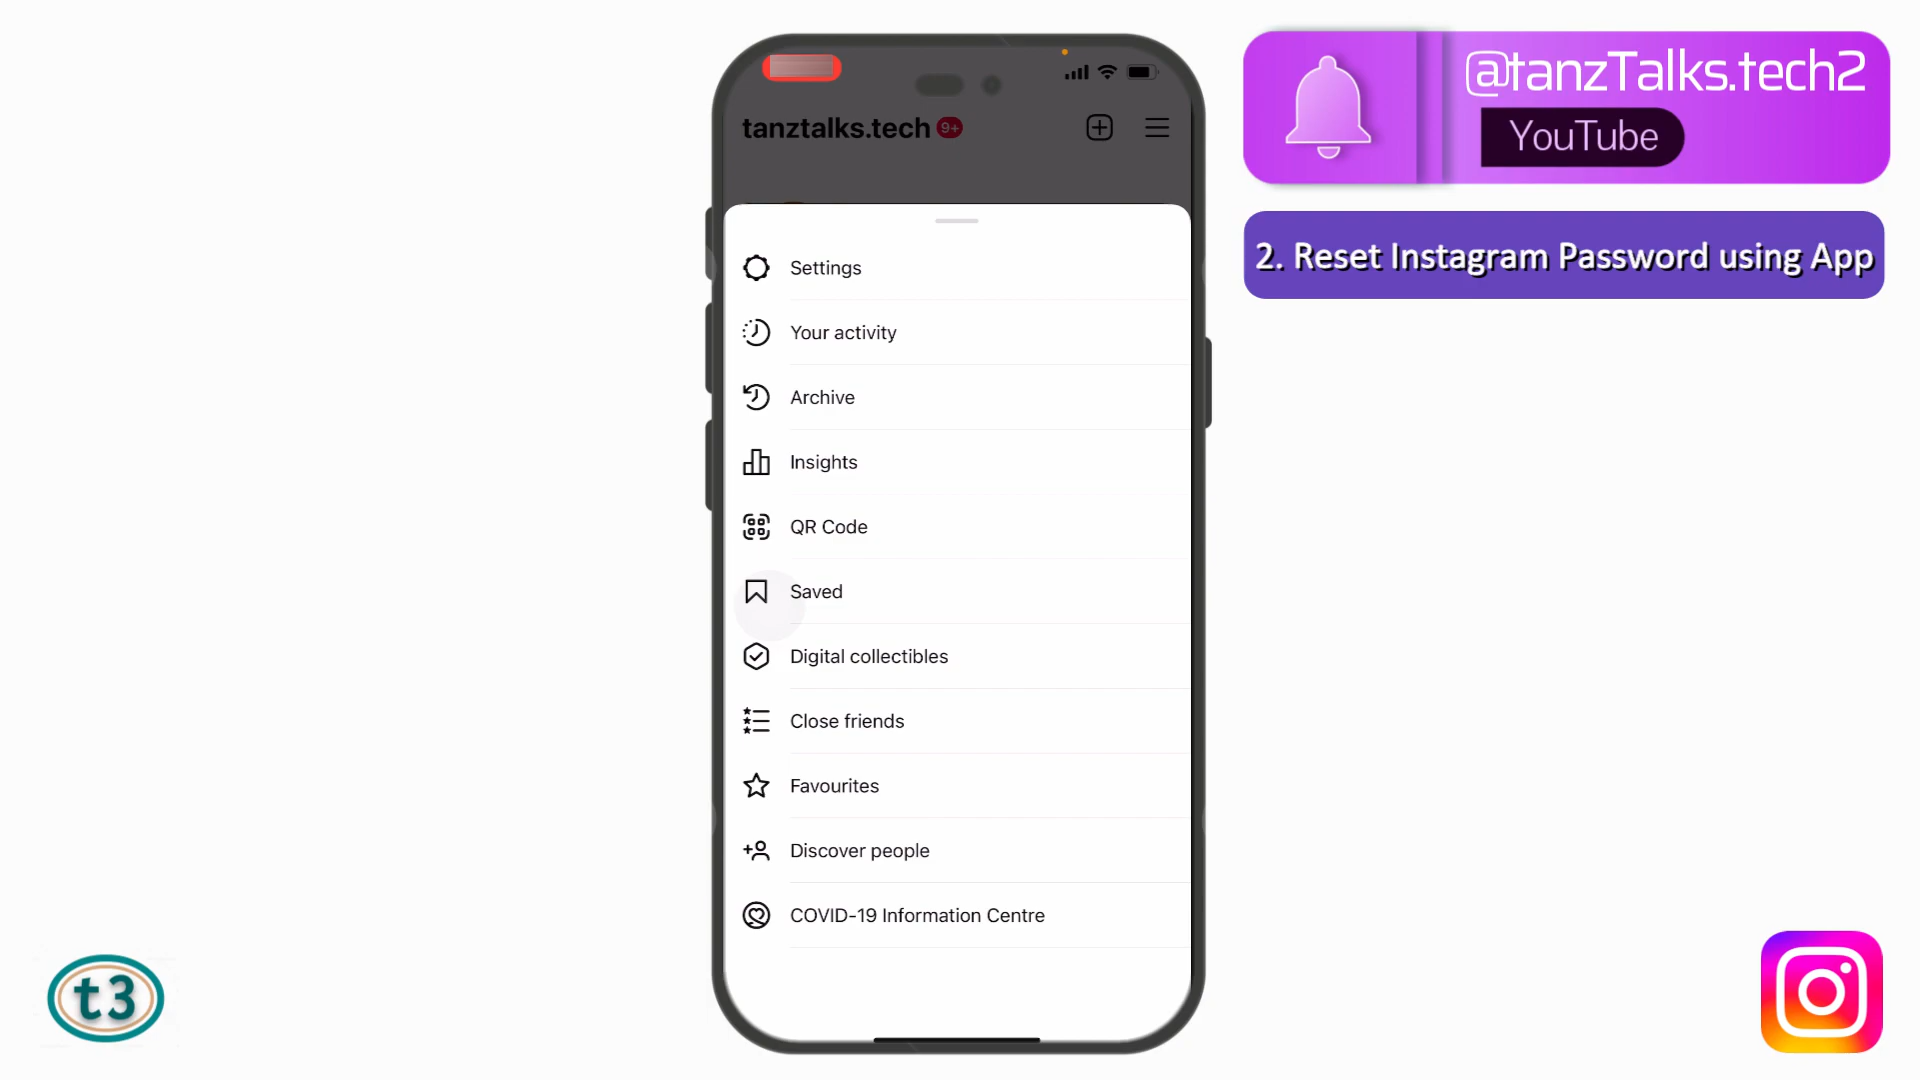 @tanzTalks.tech2
YouTube
2. Reset Instagram Password using App
tanztalks.tech 9+
Settings
Your activity
Archive
Insights
QR Code
Saved
Digital collectibles
Close friends
Favourites
Discover people
COVID-19 Information Centre
t3